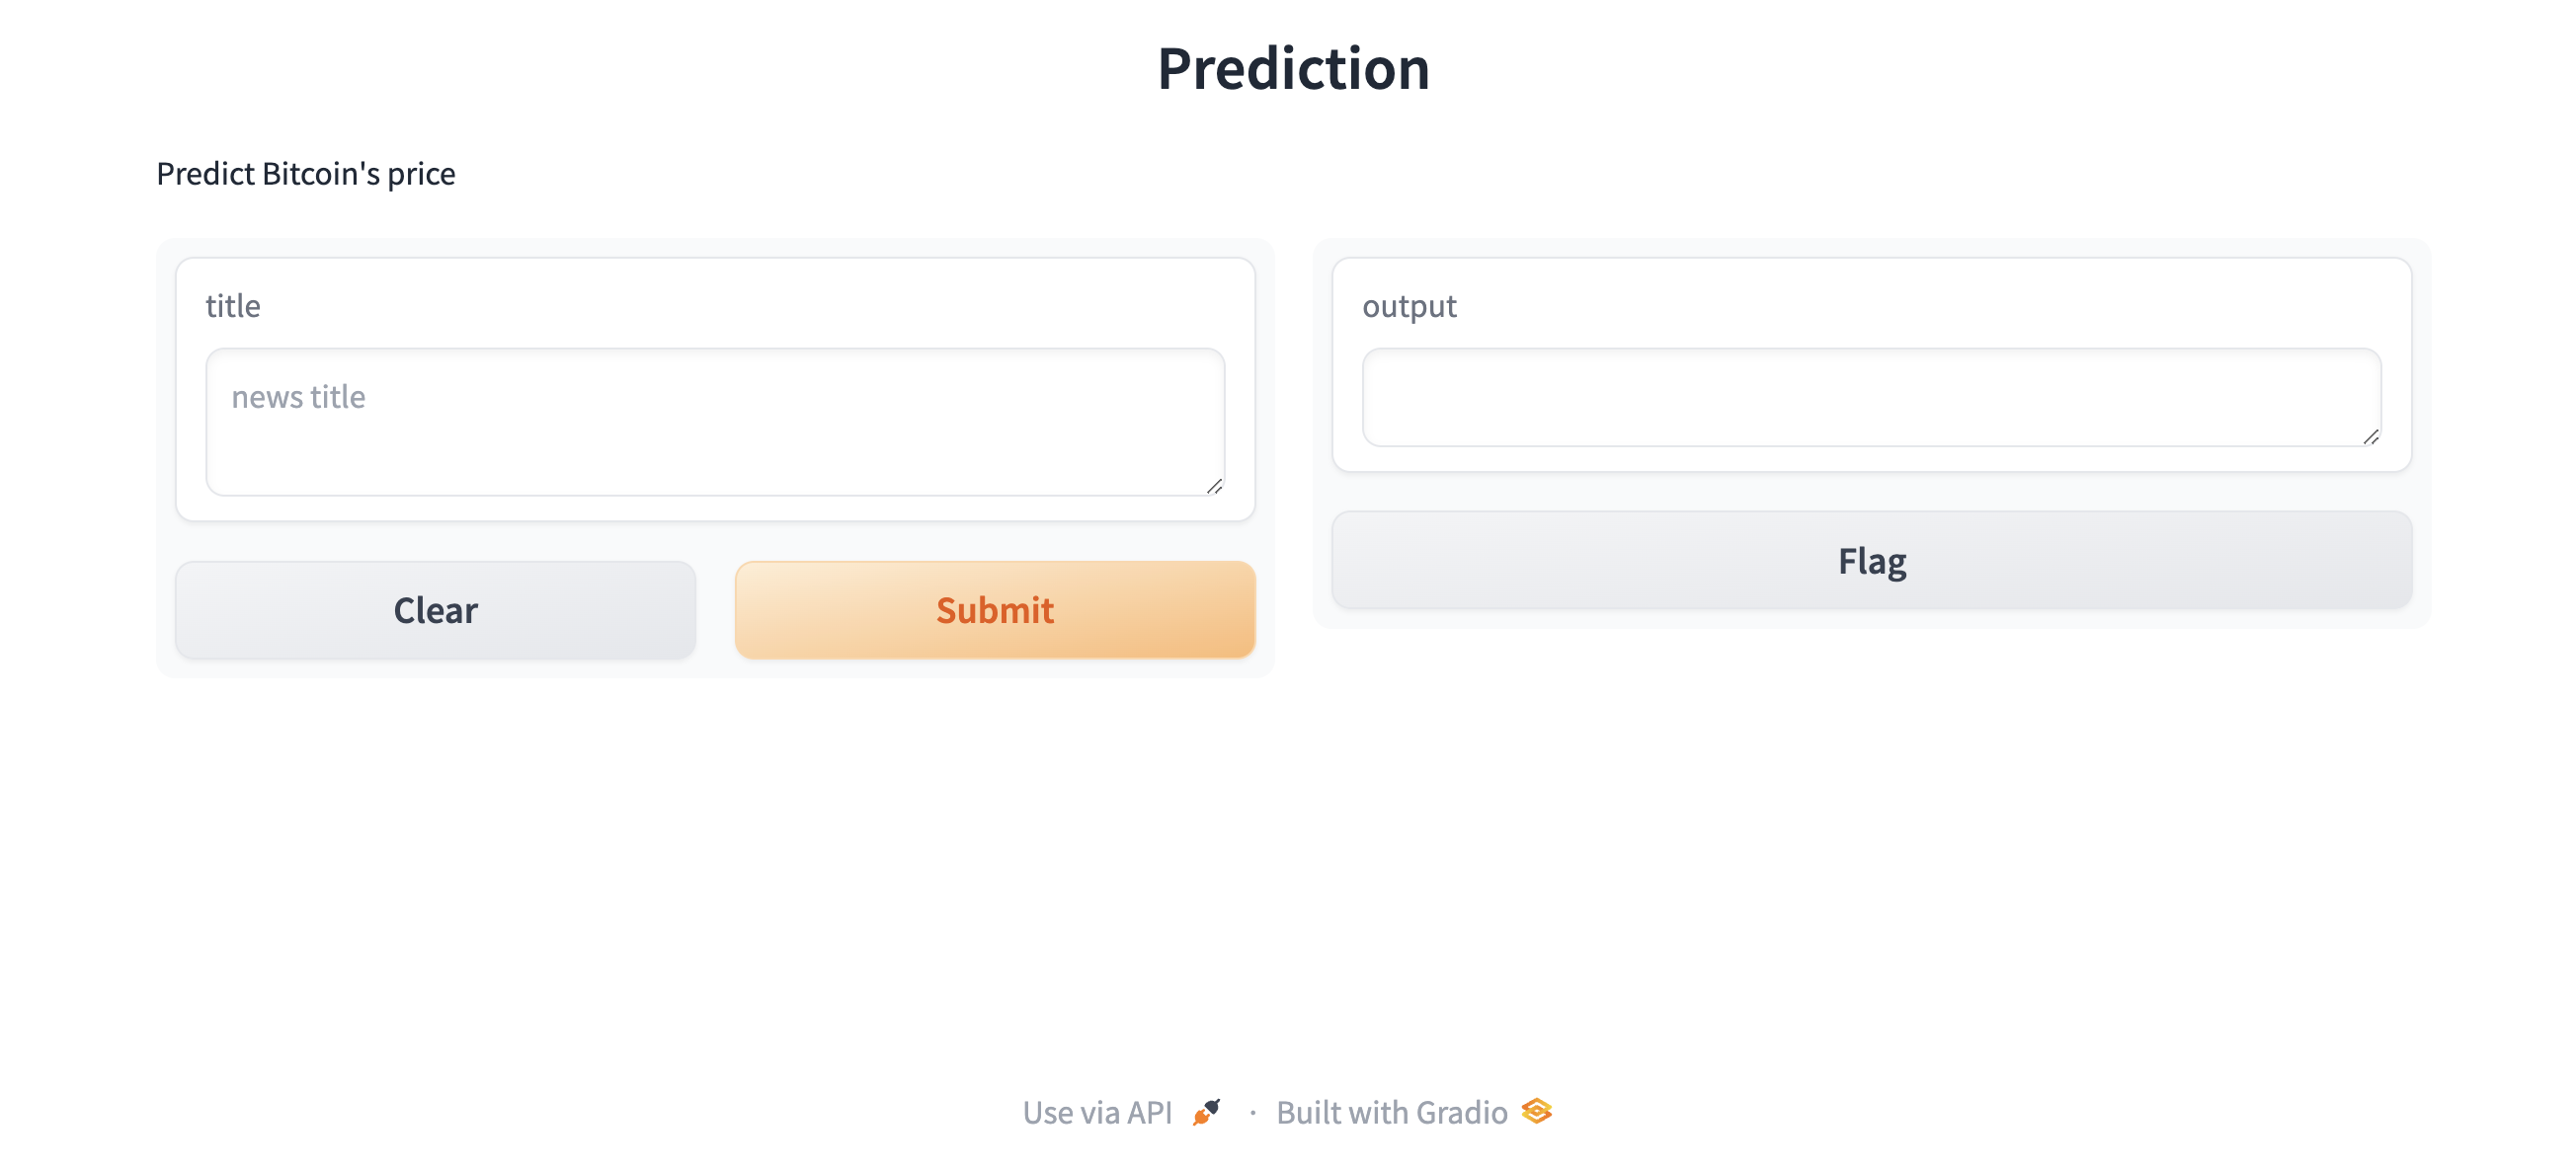 Prediction
Predict Bitcoin's price
title
news title
Clear
Submit
output
Flag
Use via API · Built with Gradio